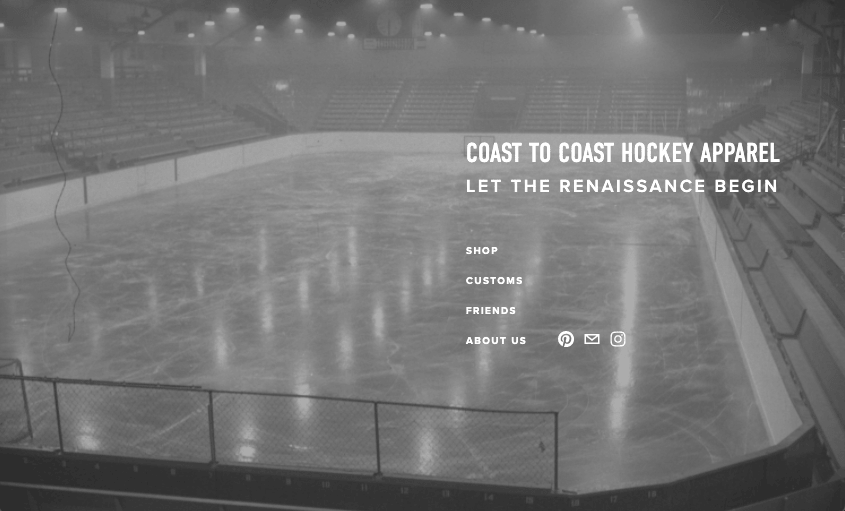 COAST TO COAST HOCKEY APPAREL
LET THE RENAISSANCE BEGIN
SHOP
CUSTOMS
FRIENDS
ABOUT US